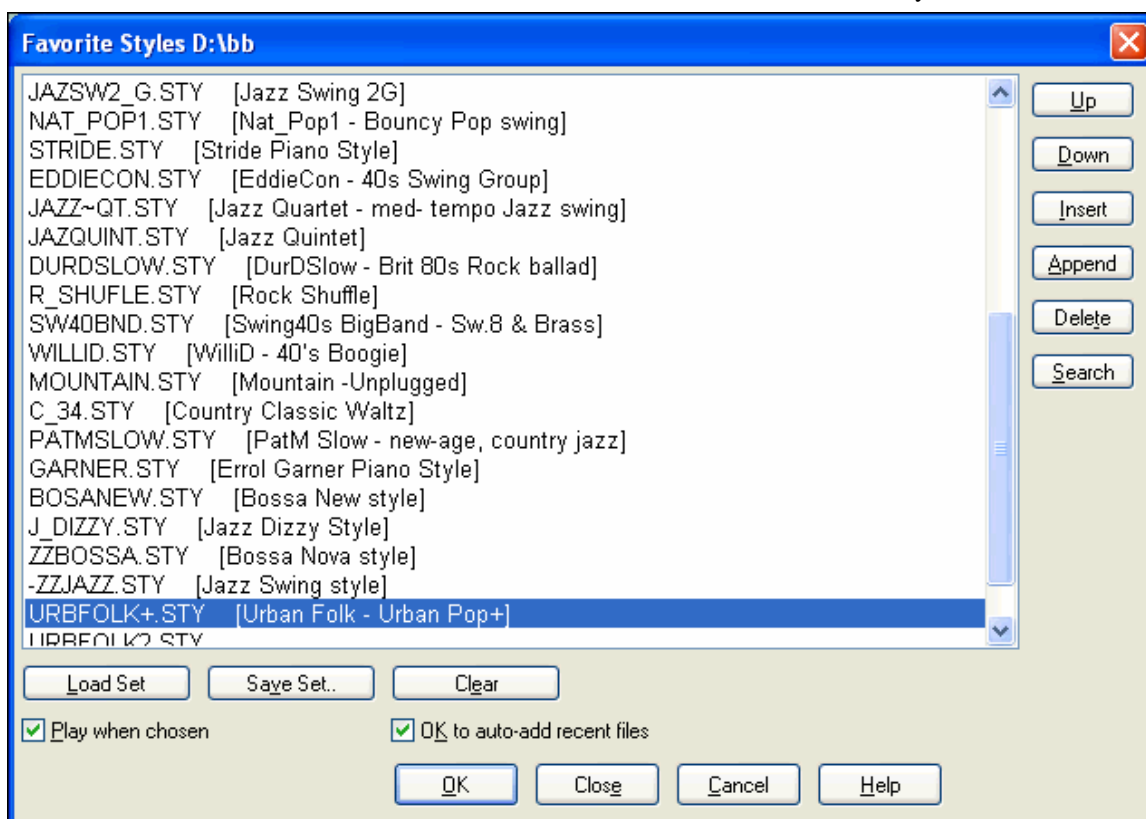 Favorite Styles D:\bb
JAZSW2_G.STY [Jazz Swing 2G]
NAT_POP1.STY [Nat_Pop1 - Bouncy Pop swing]
STRIDE.STY [Stride Piano Style]
EDDIECON.STY [EddieCon - 40s Swing Group]
JAZZ~QT.STY [Jazz Quartet - med- tempo Jazz swing]
JAZQUINT.STY [Jazz Quintet]
DURDSLOW.STY [DurDSlow - Brit 80s Rock ballad]
R_SHUFLE.STY [Rock Shuffle]
SW40BND.STY [Swing40s BigBand - Sw.8 & Brass]
WILLID.STY [WilliD - 40's Boogie]
MOUNTAIN.STY [Mountain -Unplugged]
C_34.STY [Country Classic Waltz]
PATMSLOW.STY [PatM Slow - new-age, country jazz]
GARNER.STY [Errol Garner Piano Style]
BOSANEW.STY [Bossa New style]
J_DIZZY.STY [Jazz Dizzy Style]
ZZBOSSA.STY [Bossa Nova style]
-ZZJAZZ.STY [Jazz Swing style]
URBFOLK+.STY [Urban Folk - Urban Pop+]
URBFOLK2.STY
Up
Down
Insert
Append
Delete
Search
Load Set Save Set.. Clear
Play when chosen OK to auto-add recent files
OK Close Cancel Help